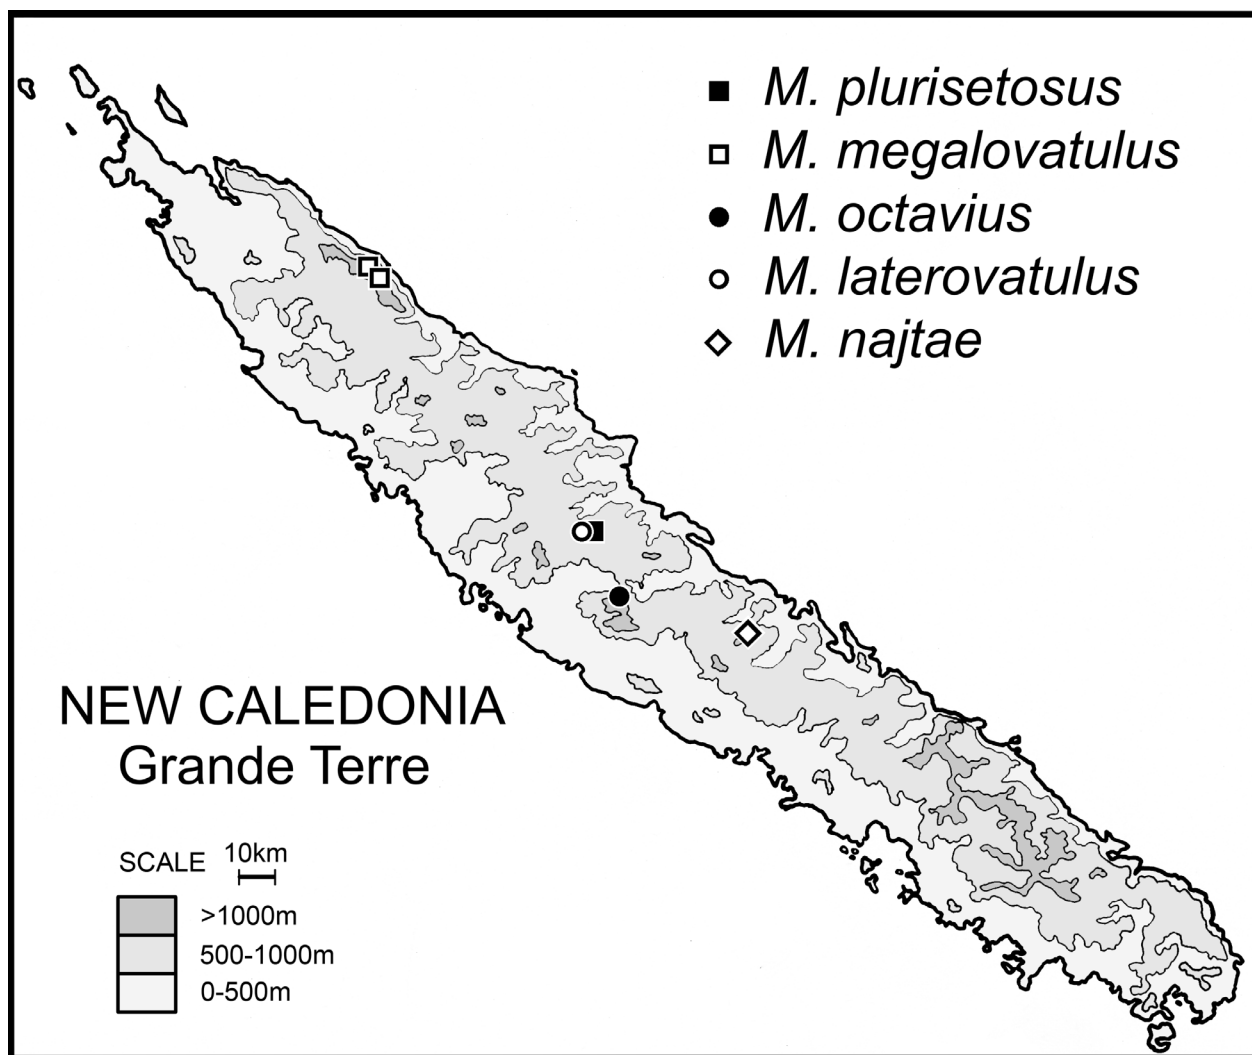 M. plurisetosus
M. megalovatulus
M. octavius
M. laterovatulus
M. najtae
NEW CALEDONIA
Grande Terre
SCALE 10km
>1000m
500-1000m
0-500m